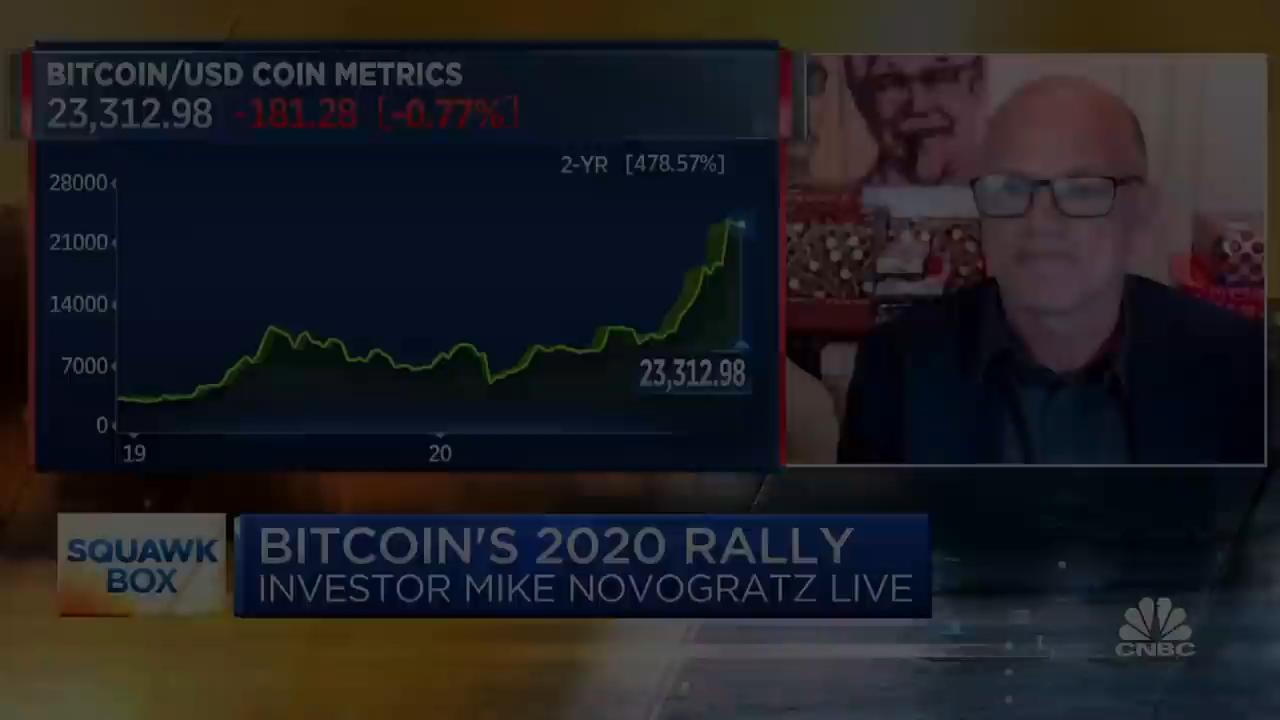 BITCOIN/USD COIN METRICS
23,312.98 -181.28 [-0.77%]
2-YR [478.57%]
28000
21000
14000
7000
0
23,312.98
19 20
SQUAWK
BOX
BITCOIN'S 2020 RALLY
INVESTOR MIKE NOVOGRATZ LIVE
CNBC